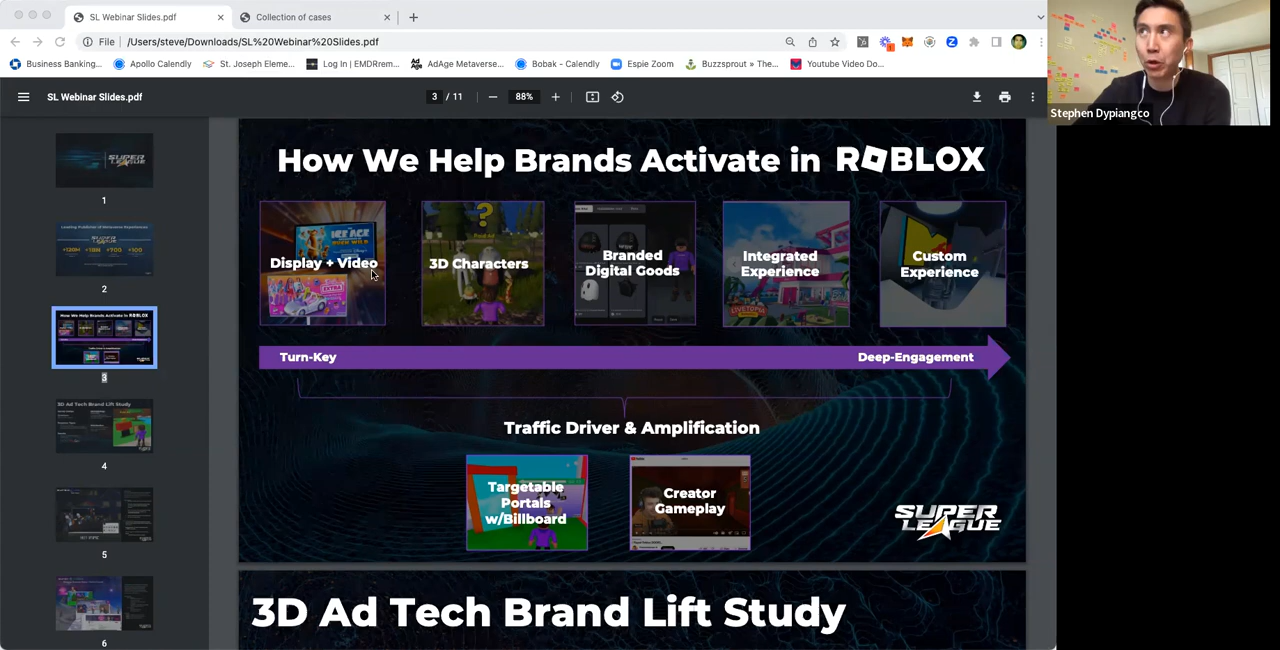 SL Webinar Slides.pdf
Collection of cases
File
/Users/steve/Downloads/SL%20Webinar%20Slides.pdf
Business Banking...
Apollo Calendly
St. Joseph Eleme...
Log In | EMDRrem...
AdAge Metaverse...
Bobak - Calendly
Espie Zoom
Buzzsprout » The...
Youtube Video Do...
Stephen Dypiangco
SL Webinar Slides.pdf
3 / 11
88%
1
2
3
4
5
6
How We Help Brands Activate in ROBLOX
Display + Video
3D Characters
Branded
Digital Goods
Integrated
Experience
Custom
Experience
ICE AGE
EXTRA
LIVETOPIA
Turn-Key
Deep-Engagement
Traffic Driver & Amplification
Targetable
Portals
w/Billboard
Creator
Gameplay
SUPER
LEAGUE
3D Ad Tech Brand Lift Study